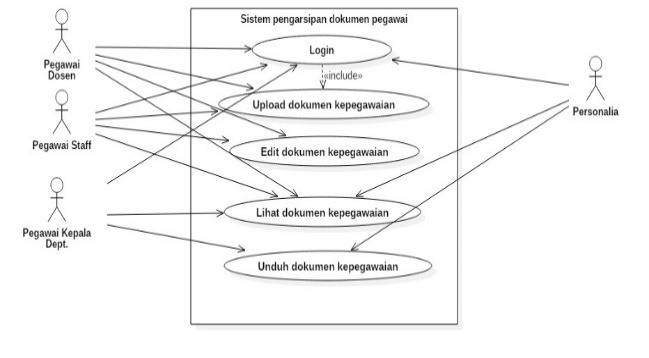 Sistem pengarsipan dokumen pegawai
Pegawai
Dosen
Login
«include»
Upload dokumen kepegawaian
Personalia
Pegawai Staff
Edit dokumen kepegawaian
Lihat dokumen kepegawaian
Pegawai Kepala
Dept.
Unduh dokumen kepegawaian